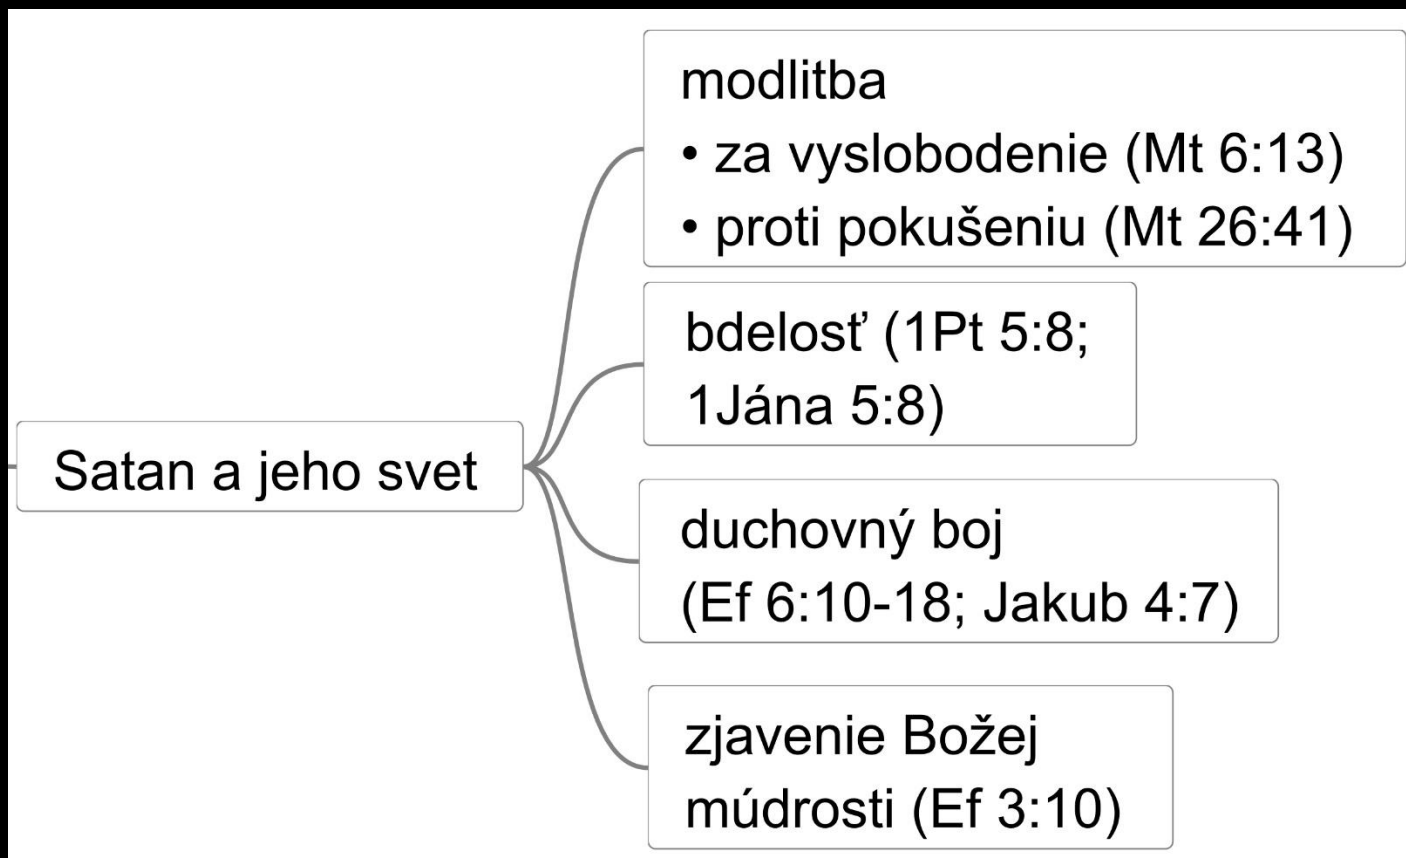 Satan a jeho svet
modlitba
• za vyslobodenie (Mt 6:13)
• proti pokušeniu (Mt 26:41)
bdelosť (1Pt 5:8;
1Jána 5:8)
duchovný boj
(Ef 6:10-18; Jakub 4:7)
zjavenie Božej
múdrosti (Ef 3:10)